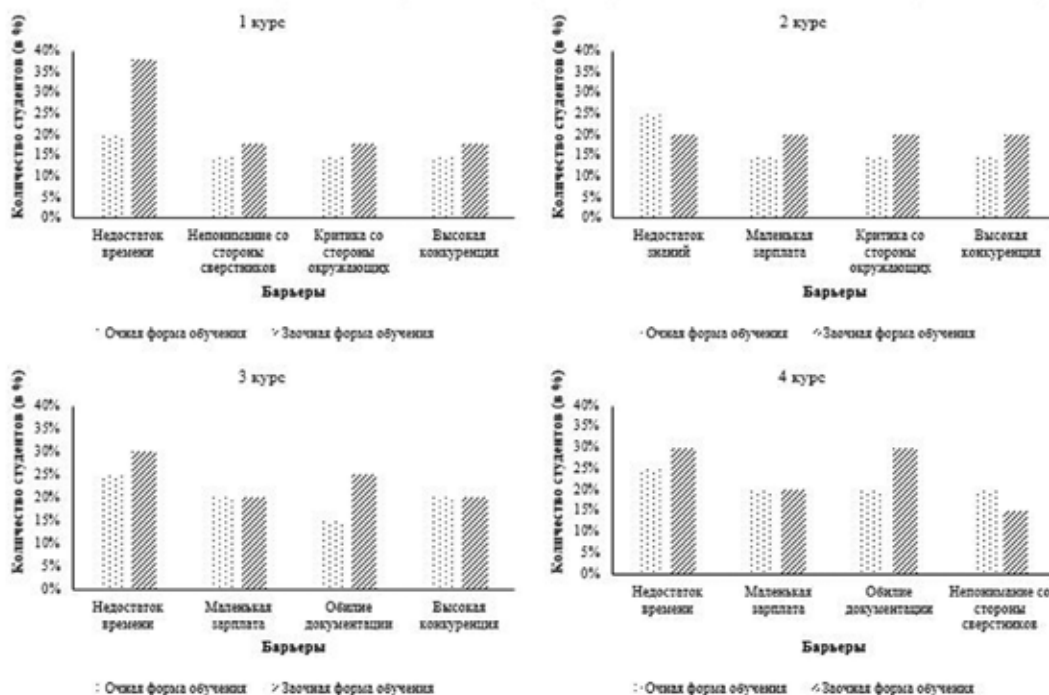 1 курс
Количество студентов (в %)
40%
35%
30%
25%
20%
15%
10%
5%
0%
Недостаток
времени
Непонимание со
стороны
сверстников
Критика со
стороны
окружающих
Высокая
конкуренция
Барьеры
Очная форма обучения
Заочная форма обучения
2 курс
Количество студентов (в %)
40%
35%
30%
25%
20%
15%
10%
5%
0%
Недостаток
знаний
Маленькая
зарплата
Критика со
стороны
окружающих
Высокая
конкуренция
Барьеры
Очная форма обучения
Заочная форма обучения
3 курс
Количество студентов (в %)
40%
35%
30%
25%
20%
15%
10%
5%
0%
Недостаток
времени
Маленькая
зарплата
Обилие
документации
Высокая
конкуренция
Барьеры
Очная форма обучения
Заочная форма обучения
4 курс
Количество студентов (в %)
40%
35%
30%
25%
20%
15%
10%
5%
0%
Недостаток
времени
Маленькая
зарплата
Обилие
документации
Непонимание со
стороны
сверстников
Барьеры
Очная форма обучения
Заочная форма обучения